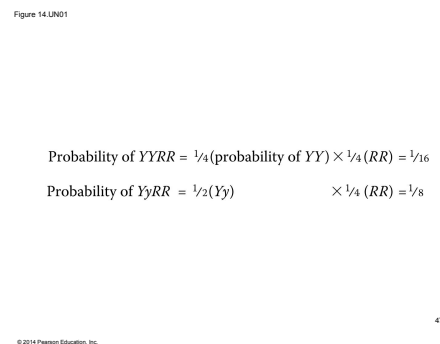 Figure 14.UN01
Probability of YYRR = 1/4 (probability of YY) × 1/4 (RR) = 1/16
Probability of YyRR = 1/2 (Yy) × 1/4 (RR) = 1/8
© 2014 Pearson Education, Inc.